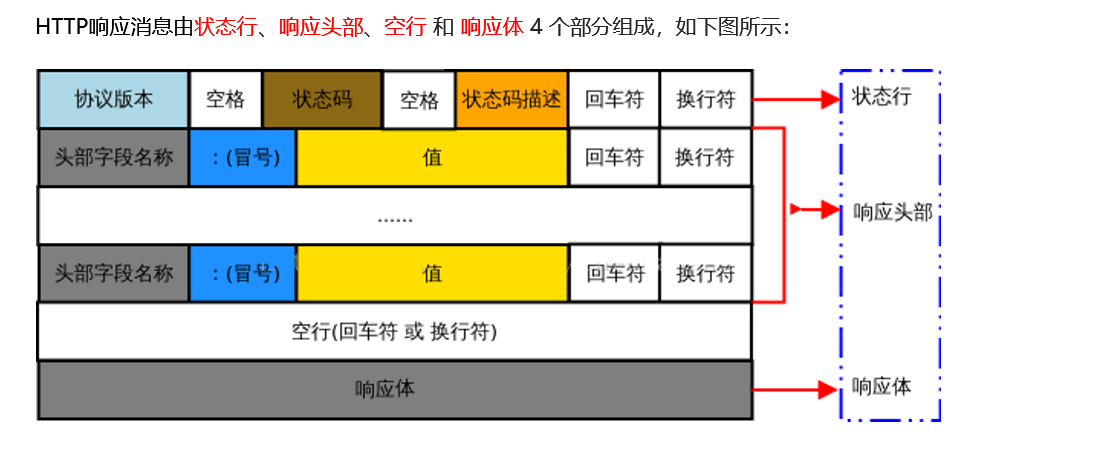 HTTP响应消息由状态行、响应头部、空行 和 响应体 4 个部分组成，如下图所示：
协议版本 空格 状态码 空格 状态码描述 回车符 换行符 状态行
头部字段名称 ：(冒号) 值 回车符 换行符
......
响应头部
头部字段名称 ：(冒号) 值 回车符 换行符
空行(回车符 或 换行符)
响应体 响应体